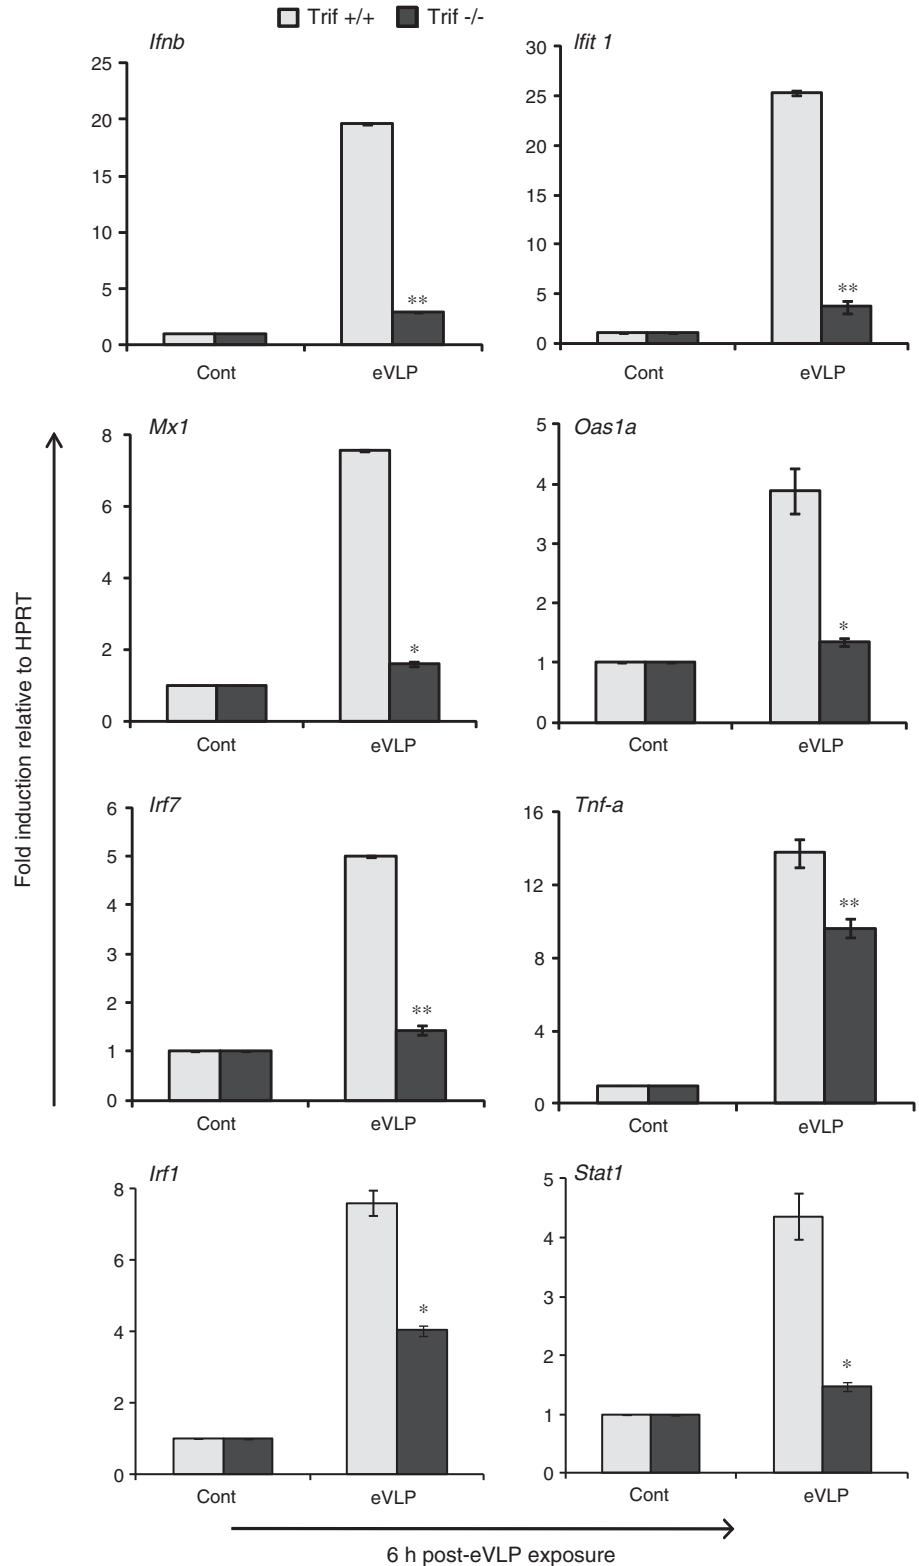 Trif +/+ Trif -/-
Ifnb
25
20
15
10
5
0
**
Cont eVLP
Ifit 1
30
25
20
15
10
5
0
**
Cont eVLP
Fold induction relative to HPRT
Mx1
8
6
4
2
0
*
Cont eVLP
Oas1a
5
4
3
2
1
0
*
Cont eVLP
Irf7
6
5
4
3
2
1
0
**
Cont eVLP
Tnf-a
16
12
8
4
0
**
Cont eVLP
Irf1
8
6
4
2
0
*
Cont eVLP
Stat1
5
4
3
2
1
0
*
Cont eVLP
6 h post-eVLP exposure